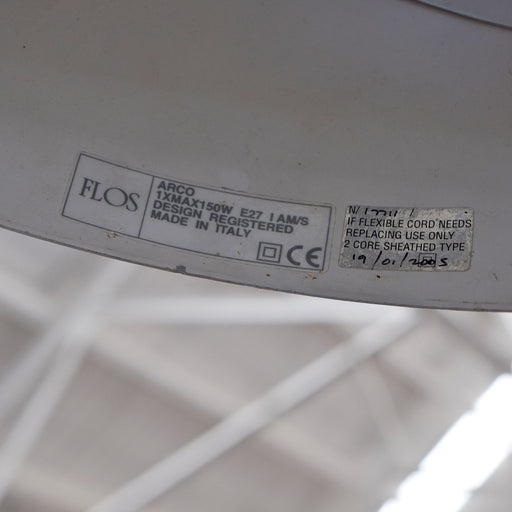 FLOS
ARCO
1XMAX150W E27 I AM/S
DESIGN REGISTERED
MADE IN ITALY
CE
N/
IF FLEXIBLE CORD NEEDS
REPLACING USE ONLY
2 CORE SHEATHED TYPE
19/01/2005